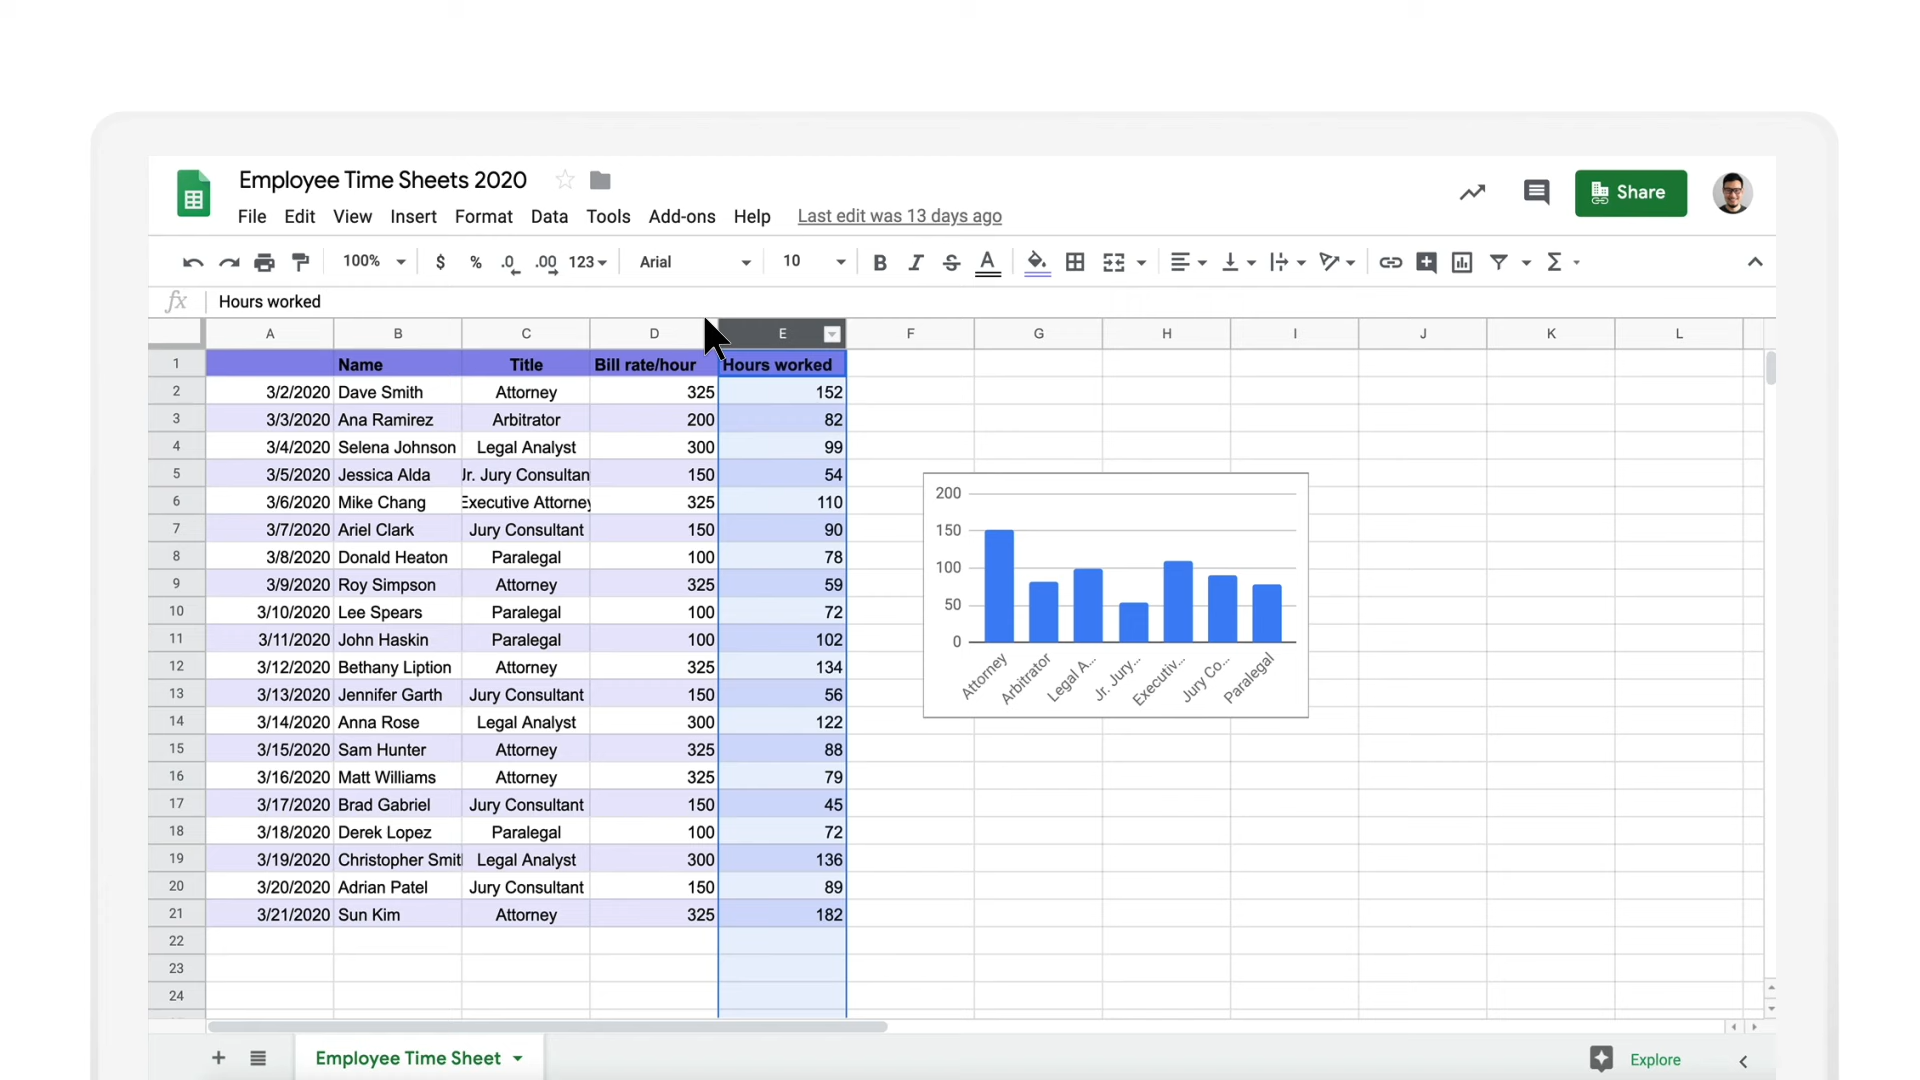 Employee Time Sheets 2020
File Edit View Insert Format Data Tools Add-ons Help Last edit was 13 days ago
Share
100% $ % .0 .00 123 Arial 10 B I S A Σ
fx Hours worked
A B C D E F G H I J K L
1 Name Title Bill rate/hour Hours worked
2 3/2/2020 Dave Smith Attorney 325 152
3 3/3/2020 Ana Ramirez Arbitrator 200 82
4 3/4/2020 Selena Johnson Legal Analyst 300 99
5 3/5/2020 Jessica Alda Jr. Jury Consultan 150 54
6 3/6/2020 Mike Chang Executive Attorney 325 110
7 3/7/2020 Ariel Clark Jury Consultant 150 90
8 3/8/2020 Donald Heaton Paralegal 100 78
9 3/9/2020 Roy Simpson Attorney 325 59
10 3/10/2020 Lee Spears Paralegal 100 72
11 3/11/2020 John Haskin Paralegal 100 102
12 3/12/2020 Bethany Liption Attorney 325 134
13 3/13/2020 Jennifer Garth Jury Consultant 150 56
14 3/14/2020 Anna Rose Legal Analyst 300 122
15 3/15/2020 Sam Hunter Attorney 325 88
16 3/16/2020 Matt Williams Attorney 325 79
17 3/17/2020 Brad Gabriel Jury Consultant 150 45
18 3/18/2020 Derek Lopez Paralegal 100 72
19 3/19/2020 Christopher Smit Legal Analyst 300 136
20 3/20/2020 Adrian Patel Jury Consultant 150 89
21 3/21/2020 Sun Kim Attorney 325 182
22
23
24
200
150
100
50
0
Attorney Arbitrator Legal A... Jr. Jury... Executiv... Jury Co... Paralegal
Employee Time Sheet
Explore